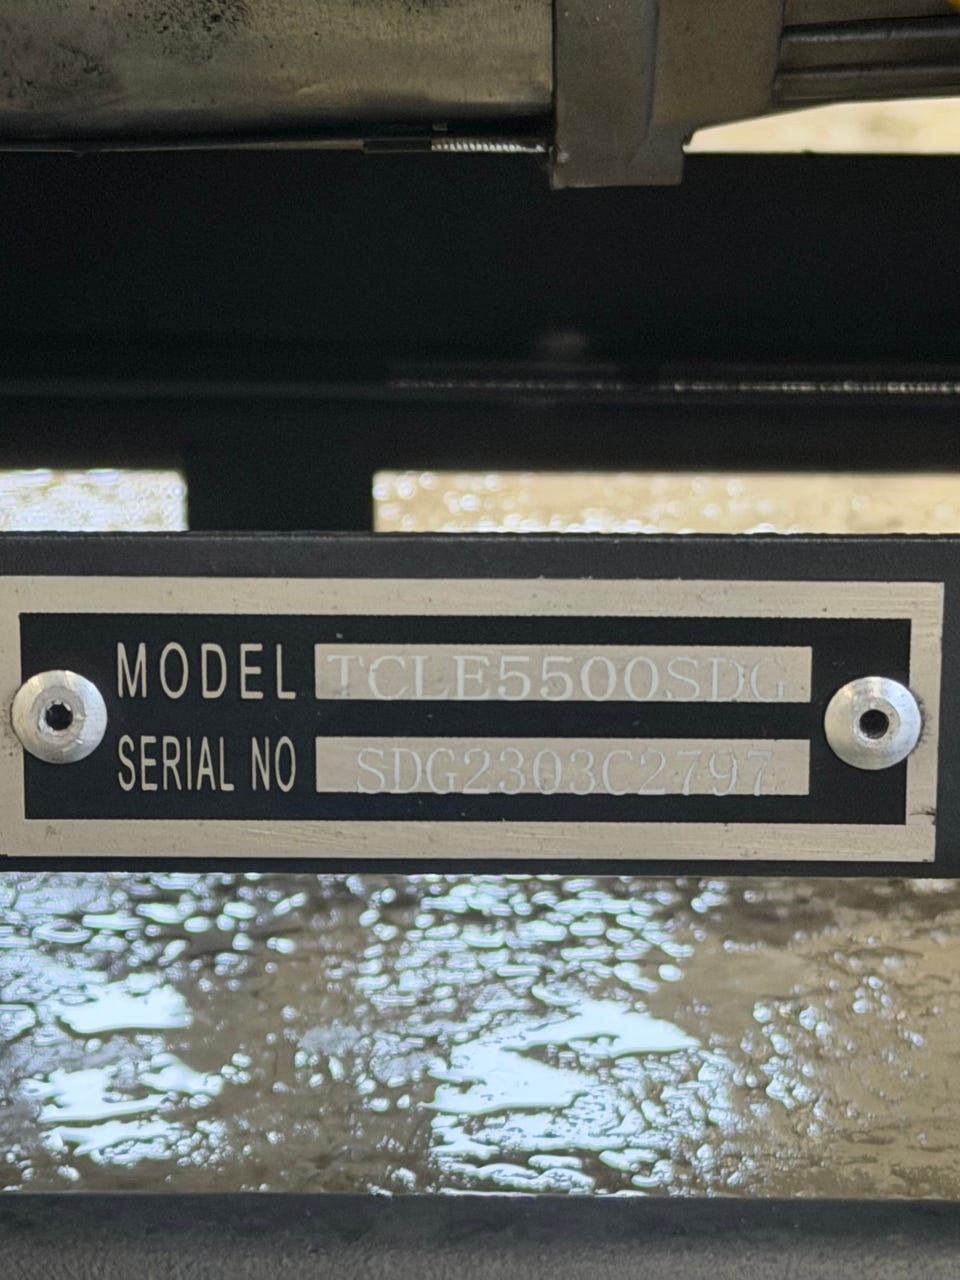 MODEL TCLE5500SDG
SERIAL NO SDG2303C2797